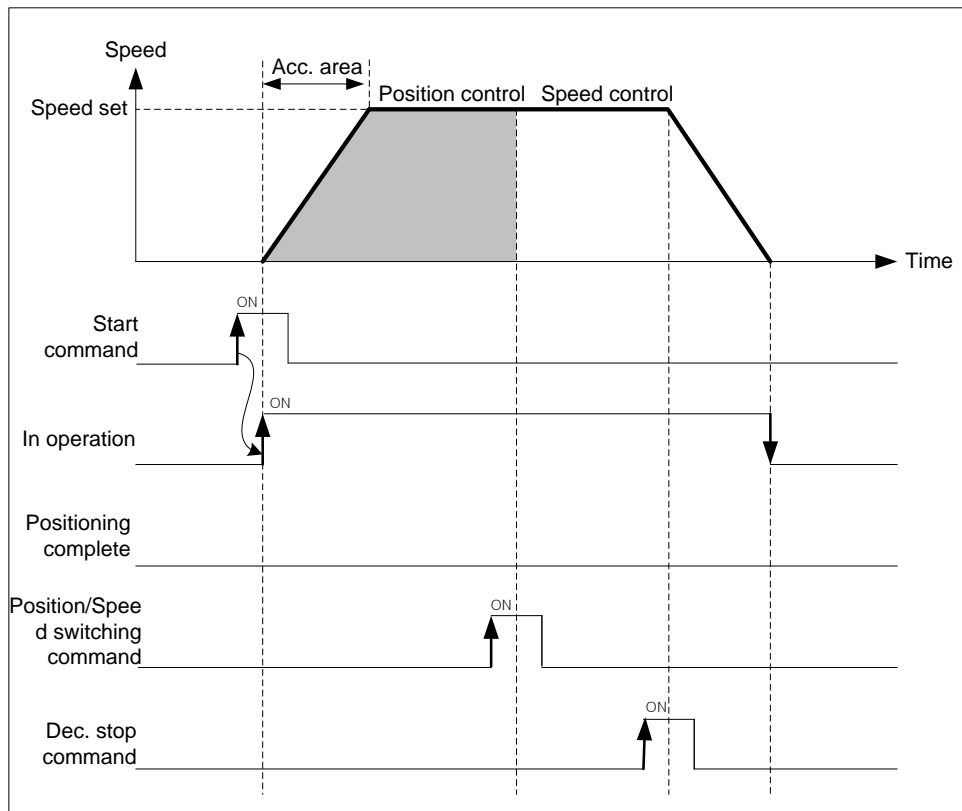 Speed
Acc. area
Speed set
Position control
Speed control
Time
ON
Start
command
ON
In operation
Positioning
complete
ON
Position/Spee
d switching
command
ON
Dec. stop
command